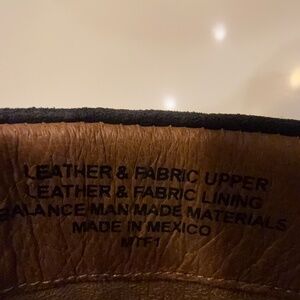 LEATHER & FABRIC UPPER
LEATHER & FABRIC LINING
BALANCE MAN MADE MATERIALS
MADE IN MEXICO
MTF1